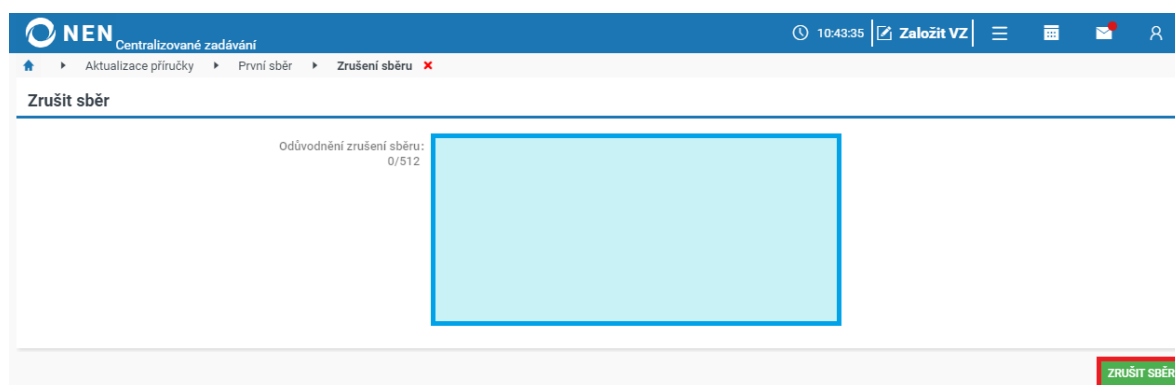 NEN Centralizované zadávání 10:43:35 Založit VZ
Aktualizace příručky První sběr Zrušení sběru
Zrušit sběr
Odůvodnění zrušení sběru:
0/512
ZRUŠIT SBĚR